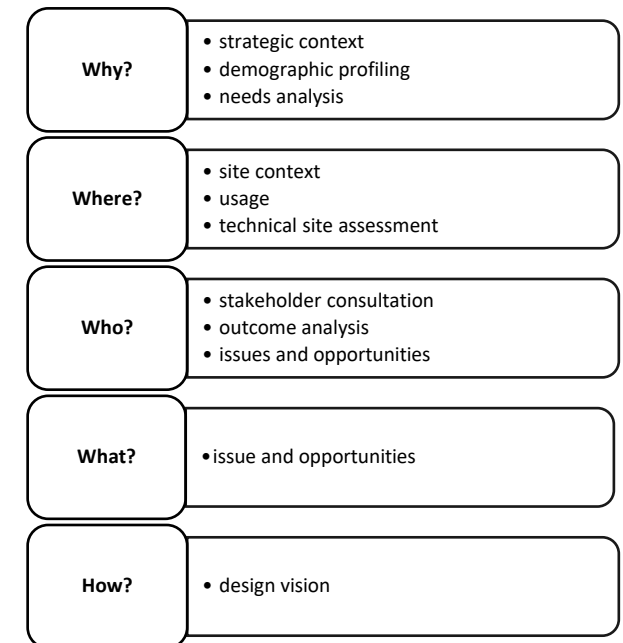 Why?
• strategic context
• demographic profiling
• needs analysis
Where?
• site context
• usage
• technical site assessment
Who?
• stakeholder consultation
• outcome analysis
• issues and opportunities
What?
•issue and opportunities
How?
• design vision